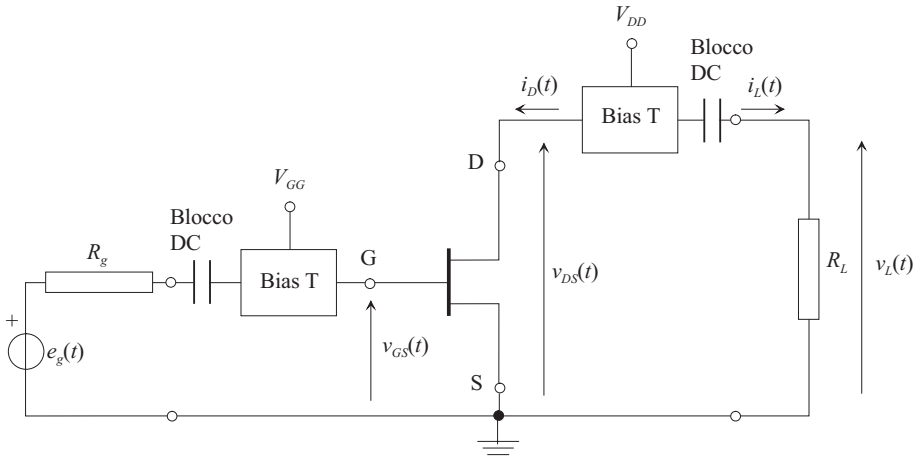 V_DD
Blocco
DC
i_D(t)
i_L(t)
Bias T
D
V_GG
Blocco
DC
R_g
Bias T
G
v_DS(t)
R_L
v_L(t)
+
e_g(t)
v_GS(t)
S